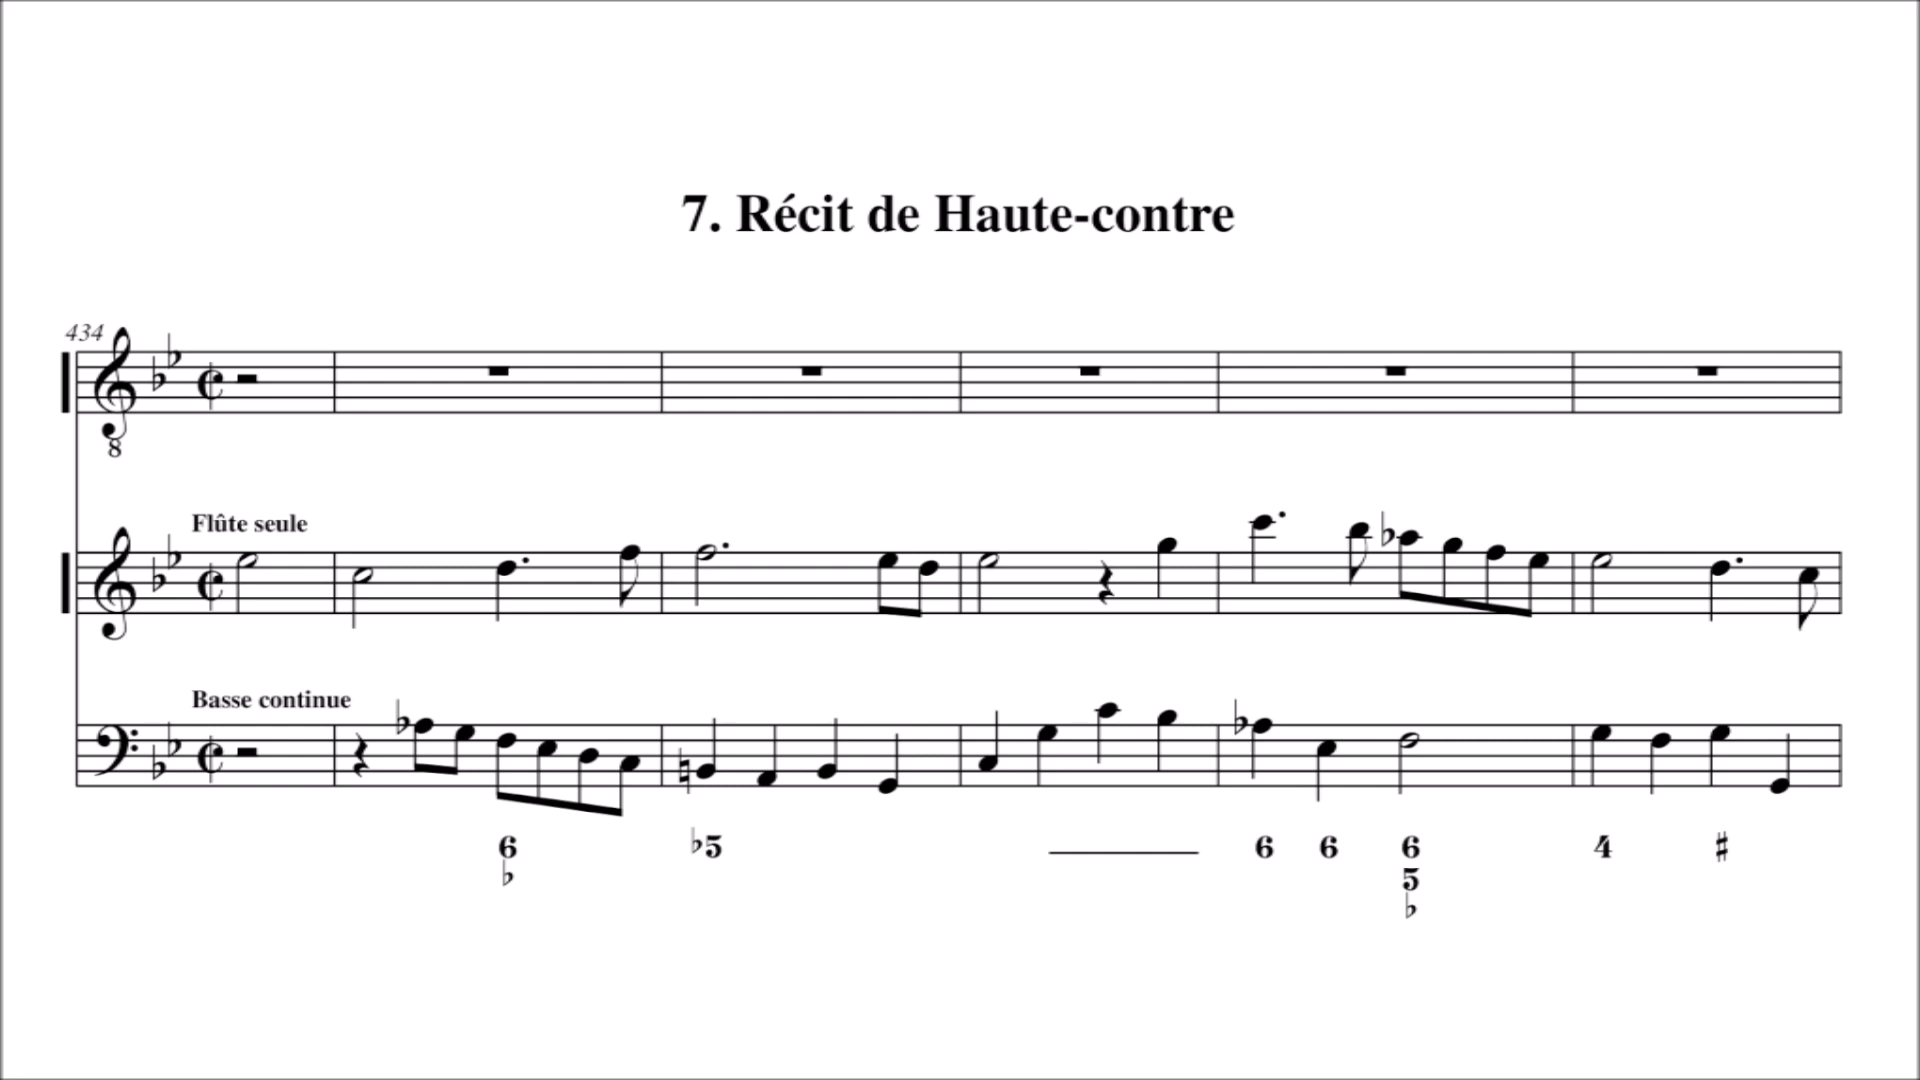 7. Récit de Haute-contre
434
8
Flûte seule
Basse continue
6 ♭5 6 6 6 4 ♯
♭ 5
♭